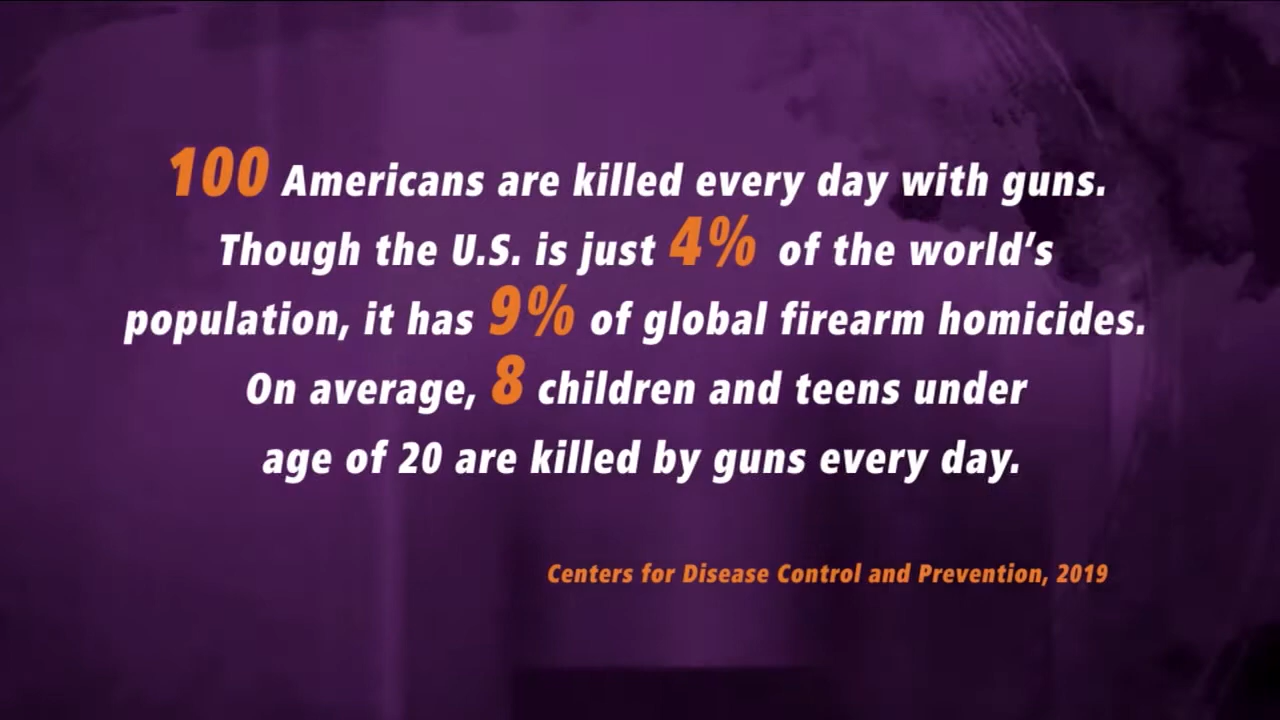 100 Americans are killed every day with guns.
Though the U.S. is just 4% of the world’s
population, it has 9% of global firearm homicides.
On average, 8 children and teens under
age of 20 are killed by guns every day.
Centers for Disease Control and Prevention, 2019